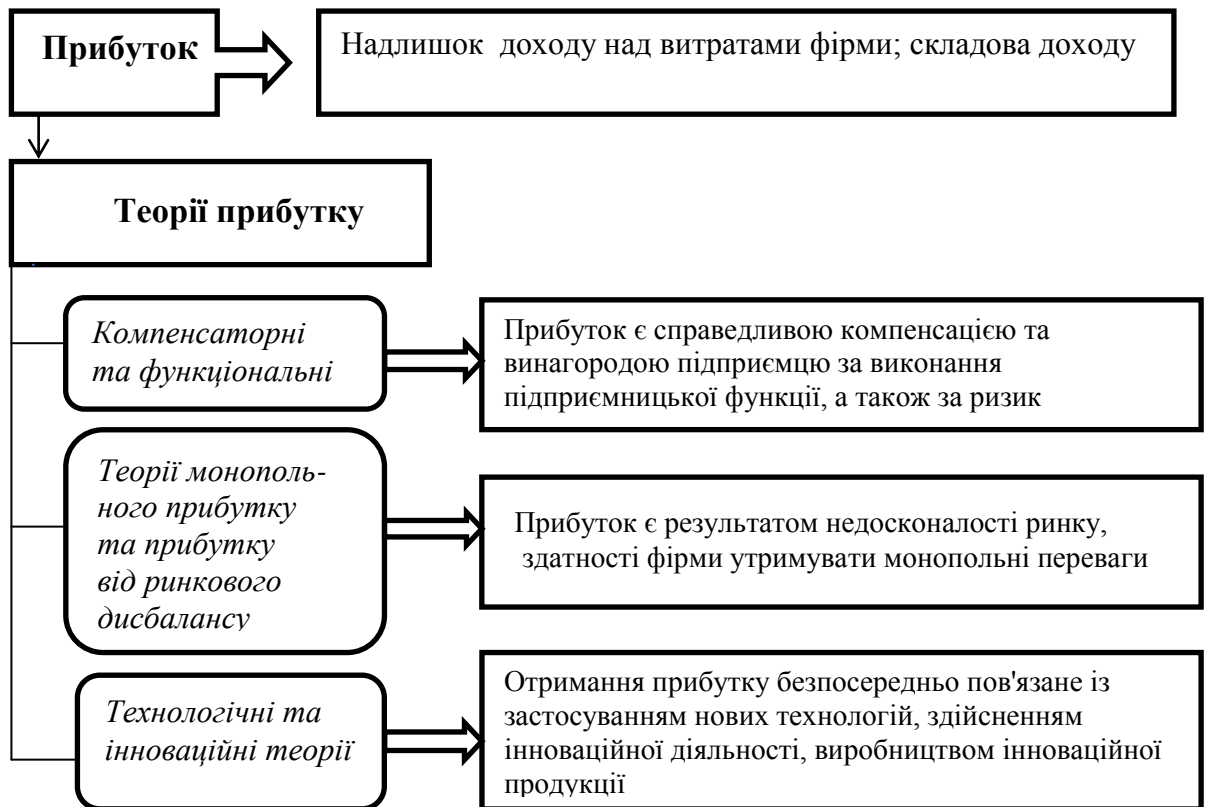 Прибуток
Надлишок доходу над витратами фірми; складова доходу
Теорії прибутку
Компенсаторні
та функціональні
Прибуток є справедливою компенсацією та
винагородою підприємцю за виконання
підприємницької функції, а також за ризик
Теорії монополь-
ного прибутку
та прибутку
від ринкового
дисбалансу
Прибуток є результатом недосконалості ринку,
здатності фірми утримувати монопольні переваги
Технологічні та
інноваційні теорії
Отримання прибутку безпосередньо пов'язане із
застосуванням нових технологій, здійсненням
інноваційної діяльності, виробництвом інноваційної
продукції